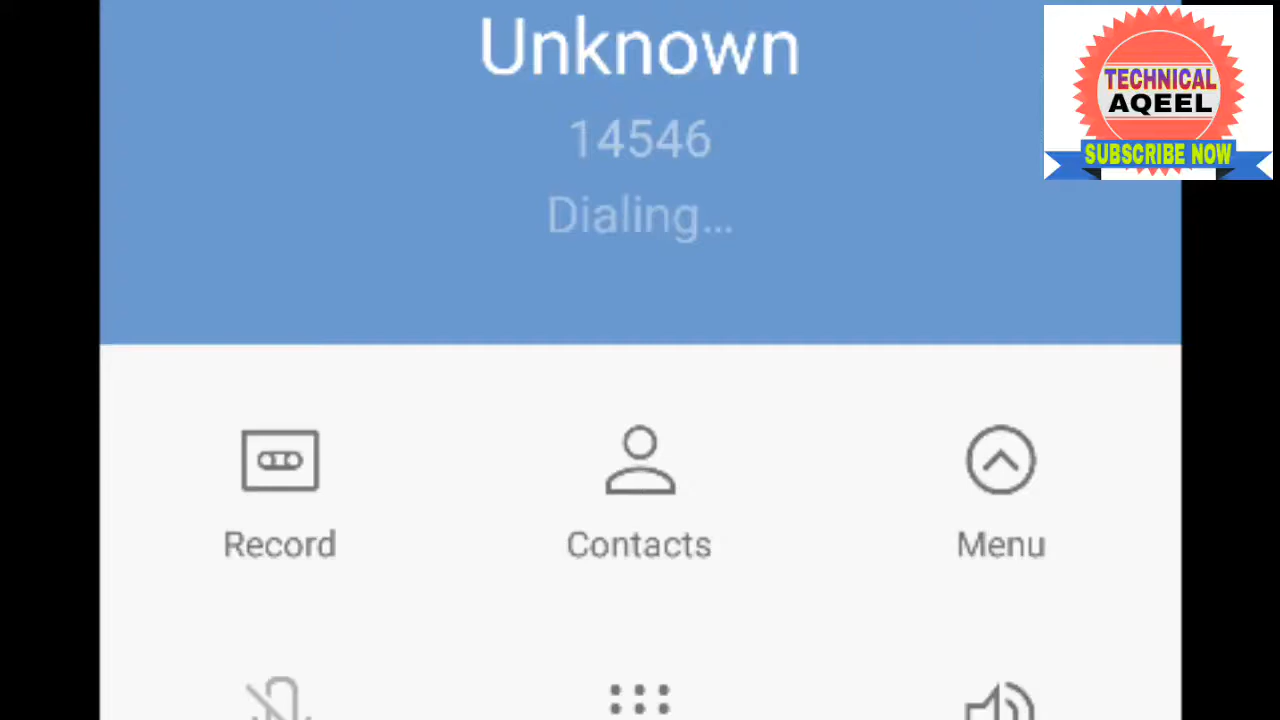 Unknown
14546
Dialing...
TECHNICAL
AQEEL
SUBSCRIBE NOW
Record
Contacts
Menu